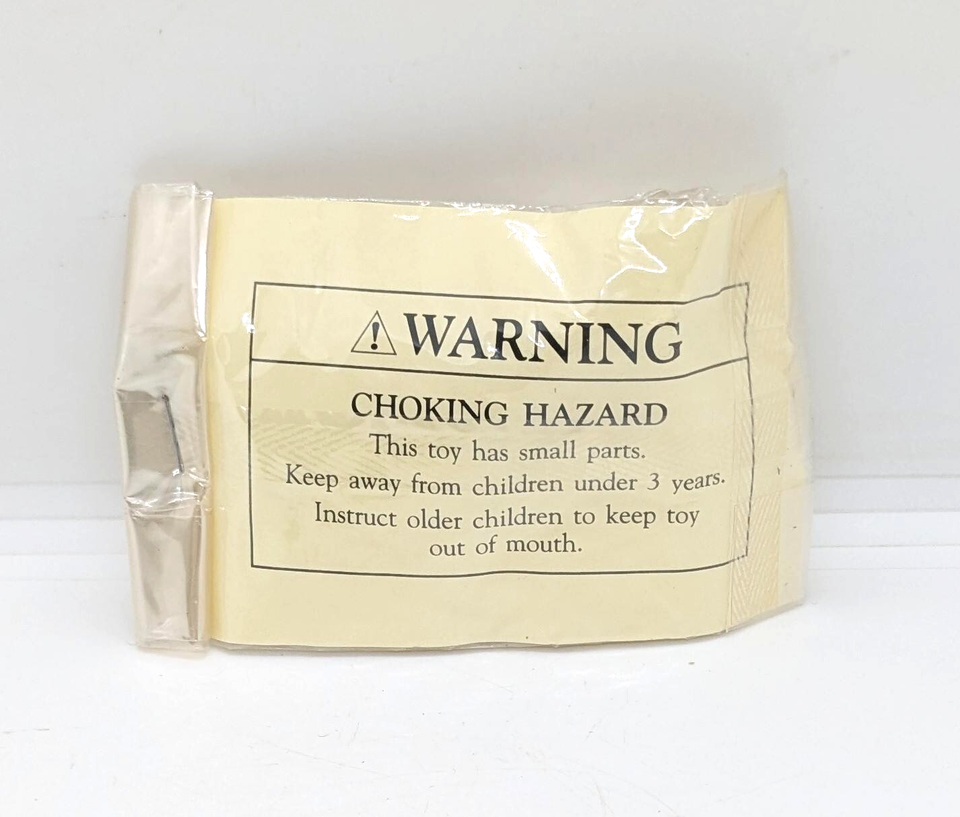 WARNING
CHOKING HAZARD
This toy has small parts.
Keep away from children under 3 years.
Instruct older children to keep toy
out of mouth.